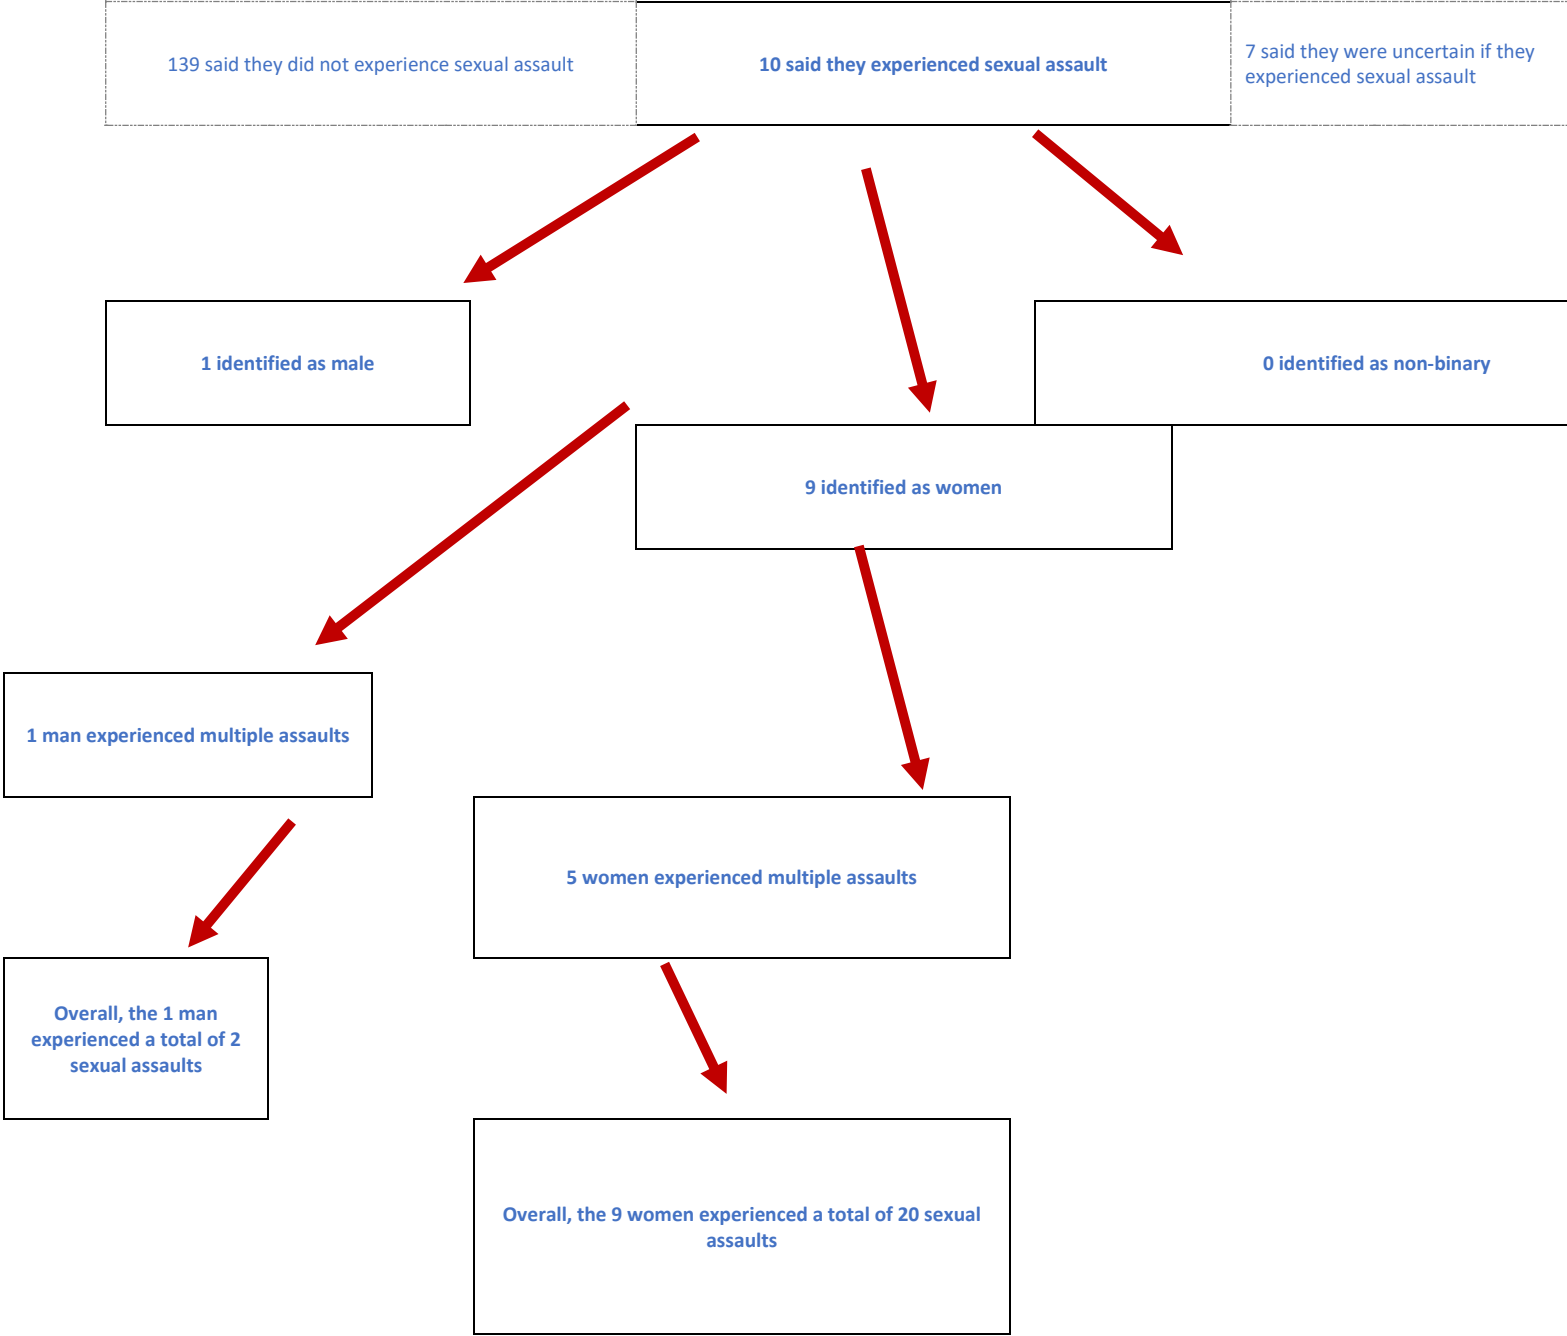 139 said they did not experience sexual assault
10 said they experienced sexual assault
7 said they were uncertain if they
experienced sexual assault
1 identified as male
0 identified as non-binary
9 identified as women
1 man experienced multiple assaults
5 women experienced multiple assaults
Overall, the 1 man
experienced a total of 2
sexual assaults
Overall, the 9 women experienced a total of 20 sexual
assaults